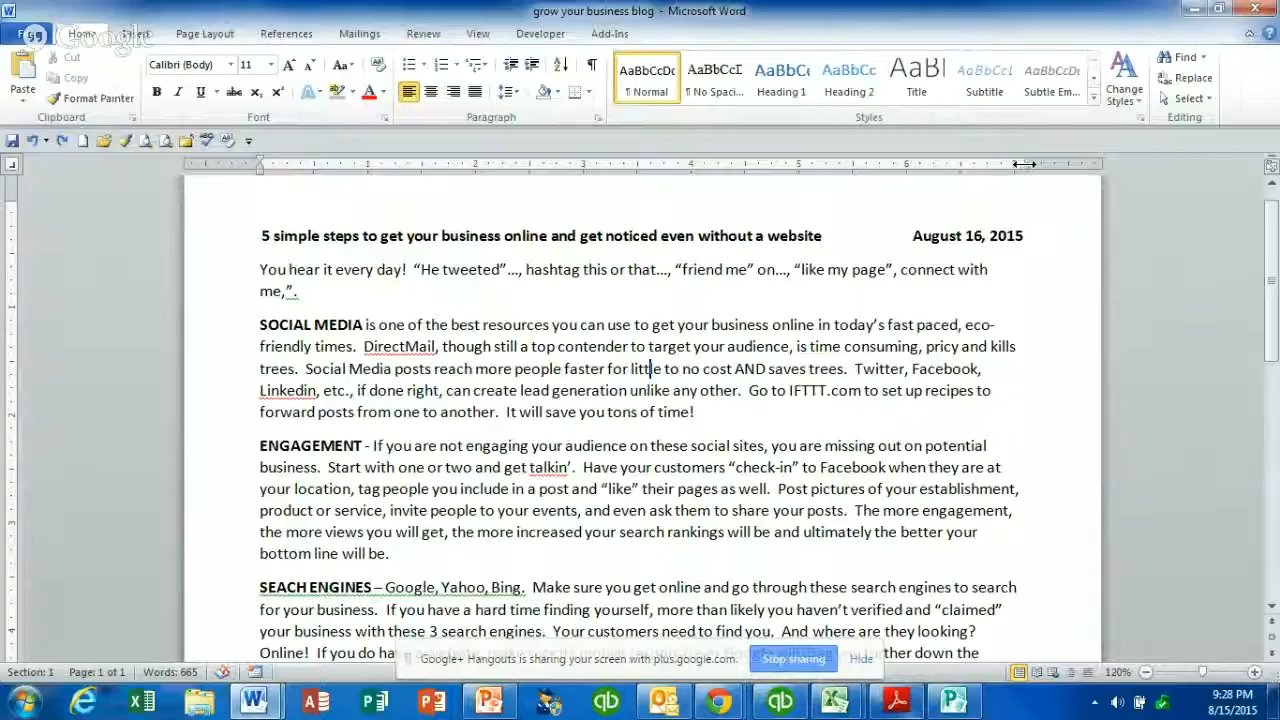 grow your business blog - Microsoft Word
File Home Insert Page Layout References Mailings Review View Developer Add-Ins
Google
Cut
Copy
Paste
Format Painter
Calibri (Body) 11
AaBbCcDc AaBbCcI AaBbC AaBbCc AaBl AaBbCcL AaBbCcDc
¶ Normal ¶ No Spaci... Heading 1 Heading 2 Title Subtitle Subtle Em...
Change
Styles
Find
Replace
Select
Clipboard Font Paragraph Styles Editing
1 2 3 4 5 6
5 simple steps to get your business online and get noticed even without a website August 16, 2015
You hear it every day! “He tweeted”…, hashtag this or that…, “friend me” on…, “like my page”, connect with
me,”.
SOCIAL MEDIA is one of the best resources you can use to get your business online in today’s fast paced, eco-
friendly times. DirectMail, though still a top contender to target your audience, is time consuming, pricy and kills
trees. Social Media posts reach more people faster for little to no cost AND saves trees. Twitter, Facebook,
Linkedin, etc., if done right, can create lead generation unlike any other. Go to IFTTT.com to set up recipes to
forward posts from one to another. It will save you tons of time!
ENGAGEMENT - If you are not engaging your audience on these social sites, you are missing out on potential
business. Start with one or two and get talkin’. Have your customers “check-in” to Facebook when they are at
your location, tag people you include in a post and “like” their pages as well. Post pictures of your establishment,
product or service, invite people to your events, and even ask them to share your posts. The more engagement,
the more views you will get, the more increased your search rankings will be and ultimately the better your
bottom line will be.
SEACH ENGINES – Google, Yahoo, Bing. Make sure you get online and go through these search engines to search
for your business. If you have a hard time finding yourself, more than likely you haven’t verified and “claimed”
your business with these 3 search engines. Your customers need to find you. And where are they looking?
Online! If you do ha ther down the
Google+ Hangouts is sharing your screen with plus.google.com. Stop sharing Hide
Section: 1 Page: 1 of 1 Words: 665 120%
9:28 PM
8/15/2015